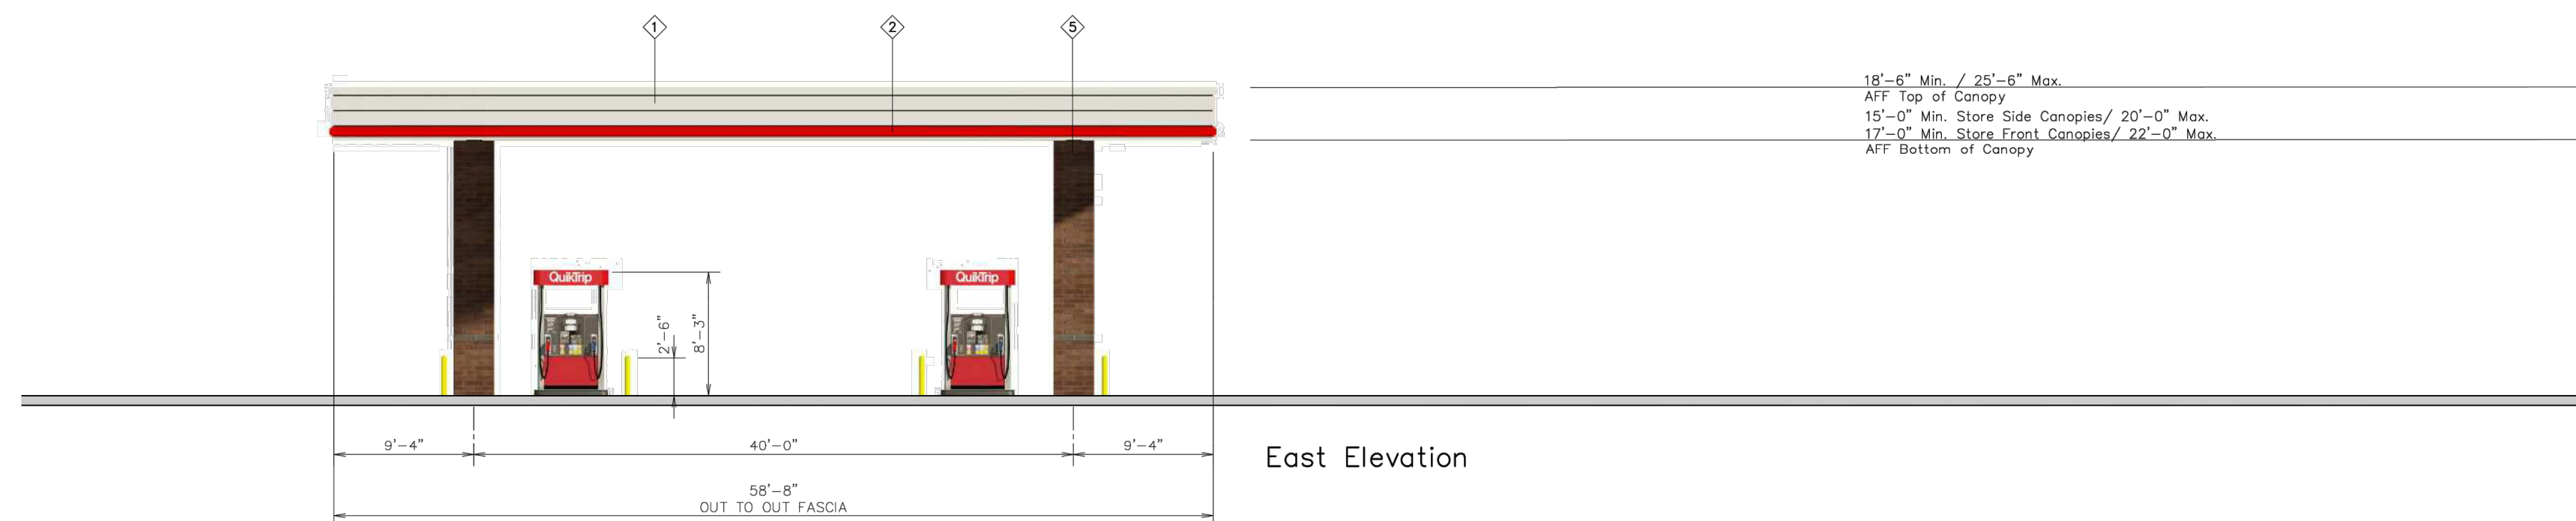 1
2
5
18'-6" Min. / 25'-6" Max.
AFF Top of Canopy
15'-0" Min. Store Side Canopies/ 20'-0" Max.
17'-0" Min. Store Front Canopies/ 22'-0" Max.
AFF Bottom of Canopy
QuikTrip
QuikTrip
2'-6"
8'-3"
9'-4"
40'-0"
9'-4"
East Elevation
58'-8"
OUT TO OUT FASCIA